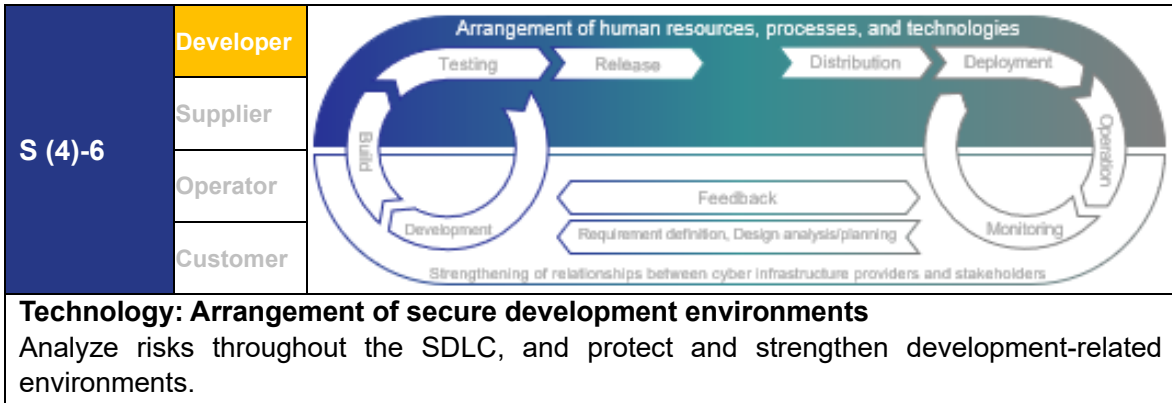 S (4)-6
Developer
Supplier
Operator
Customer
Arrangement of human resources, processes, and technologies
Testing
Release
Distribution
Deployment
Build
Operation
Development
Feedback
Requirement definition, Design analysis/planning
Monitoring
Strengthening of relationships between cyber infrastructure providers and stakeholders
Technology: Arrangement of secure development environments
Analyze risks throughout the SDLC, and protect and strengthen development-related
environments.